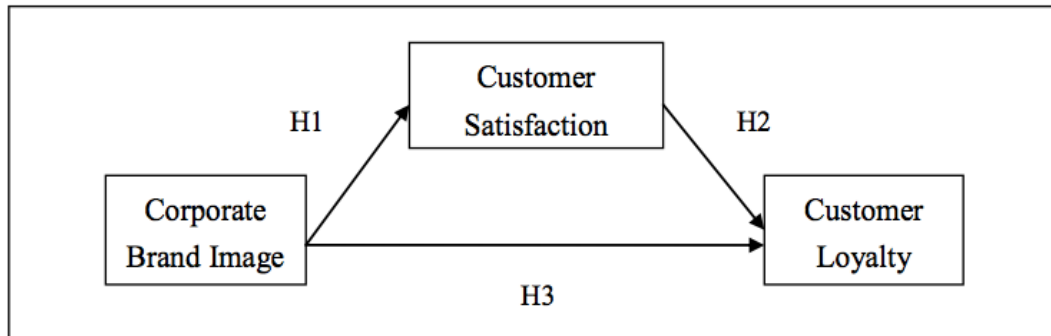 Customer
Satisfaction
H1
H2
Corporate
Brand Image
Customer
Loyalty
H3